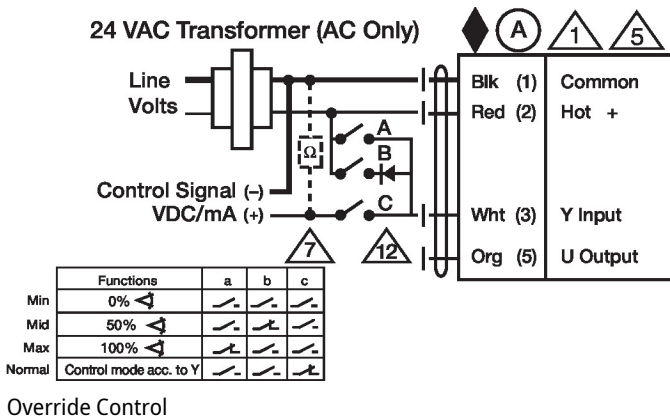 24 VAC Transformer (AC Only)
A 1 5
Line
Volts
Blk (1) Common
Red (2) Hot +
A
Ω
B
Control Signal (–)
VDC/mA (+)
C
Wht (3) Y Input
7 12
Org (5) U Output
Functions a b c
Min 0%
Mid 50%
Max 100%
Normal Control mode acc. to Y
Override Control